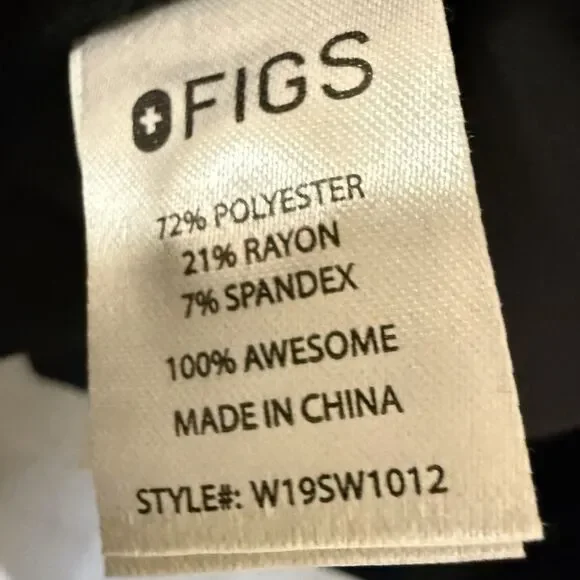 FIGS
72% POLYESTER
21% RAYON
7% SPANDEX
100% AWESOME
MADE IN CHINA
STYLE#: W19SW1012